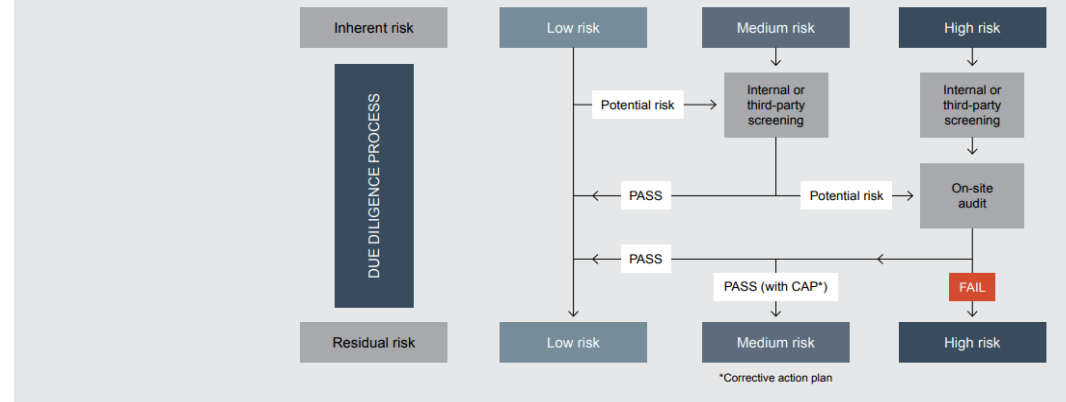 Inherent risk
Low risk
Medium risk
High risk
DUE DILIGENCE PROCESS
Potential risk
Internal or
third-party
screening
Internal or
third-party
screening
PASS
Potential risk
On-site
audit
PASS
PASS (with CAP*)
FAIL
Residual risk
Low risk
Medium risk
High risk
*Corrective action plan